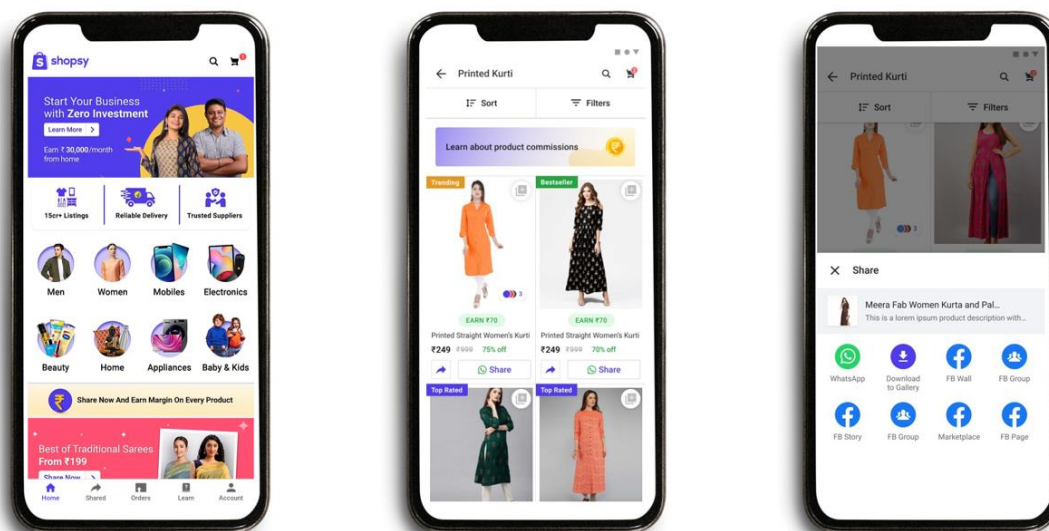 shopsy
Start Your Business
with Zero Investment
Learn More >
Earn ₹ 30,000/month
from home
15cr+ Listings
Reliable Delivery
Trusted Suppliers
Men
Women
Mobiles
Electronics
Beauty
Home
Appliances
Baby & Kids
Share Now And Earn Margin On Every Product
Best of Traditional Sarees
From ₹199
Share Now
Home
Shared
Orders
Learn
Account
Printed Kurti
Sort
Filters
Learn about product commissions
Trending
Bestseller
3
EARN ₹70
EARN ₹70
Printed Straight Women's Kurti
Printed Straight Women's Kurti
₹249 ₹999 75% off
₹249 ₹999 70% off
Share
Share
Top Rated
Top Rated
Printed Kurti
Sort
Filters
3
Share
Meera Fab Women Kurta and Pal...
This is a lorem ipsum product description with...
WhatsApp
Download
to Gallery
FB Wall
FB Group
FB Story
FB Group
Marketplace
FB Page